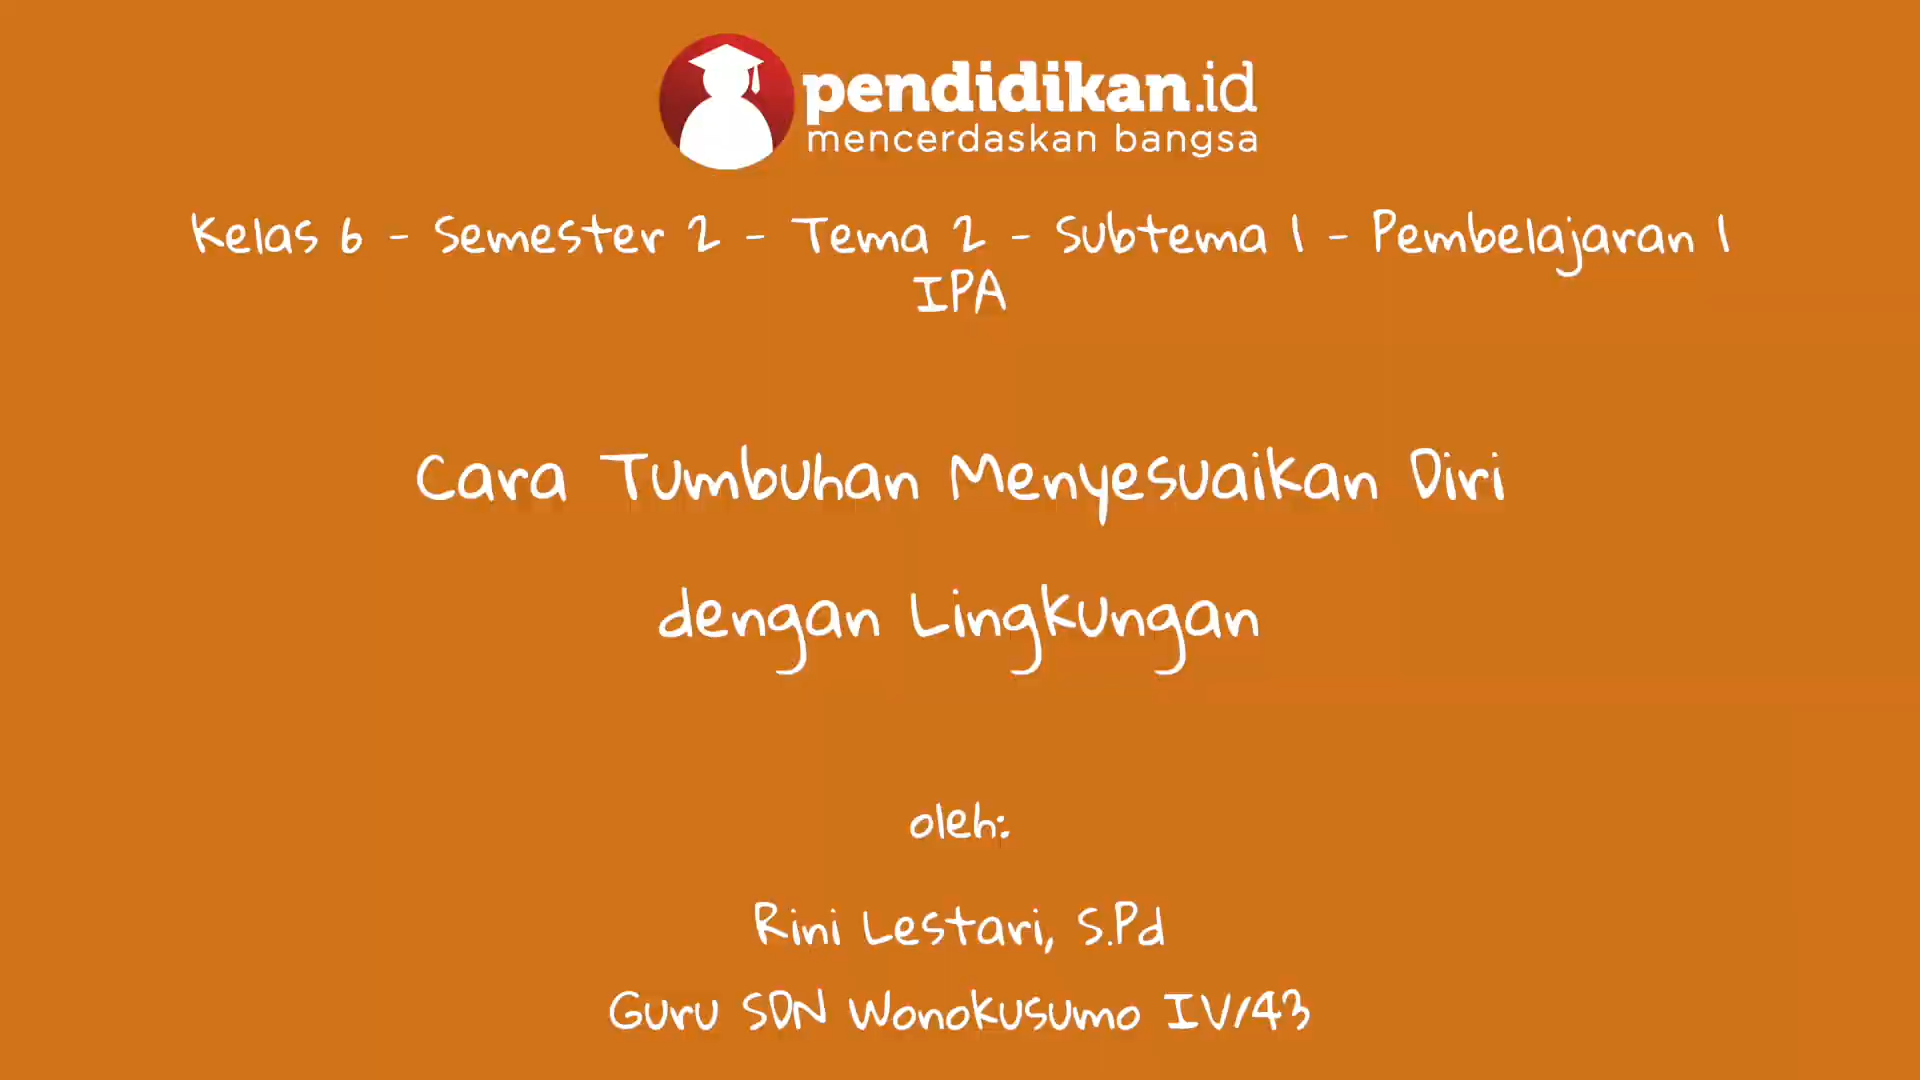 pendidikan.id
mencerdaskan bangsa
Kelas 6 - Semester 2 - Tema 2 - Subtema 1 - Pembelajaran 1
IPA
Cara Tumbuhan Menyesuaikan Diri
dengan Lingkungan
oleh:
Rini Lestari, S.Pd
Guru SDN Wonokusumo IV/43